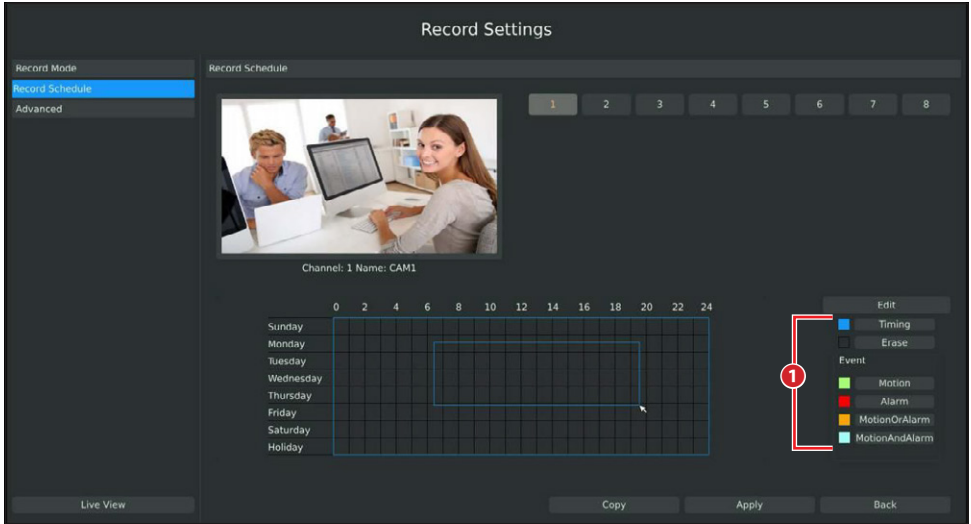 Record Settings
Record Mode
Record Schedule
Advanced
Record Schedule
1 2 3 4 5 6 7 8
Channel: 1 Name: CAM1
0 2 4 6 8 10 12 14 16 18 20 22 24
Sunday
Monday
Tuesday
Wednesday
Thursday
Friday
Saturday
Holiday
Edit
Timing
Erase
Event
Motion
Alarm
MotionOrAlarm
MotionAndAlarm
1
Live View
Copy Apply Back